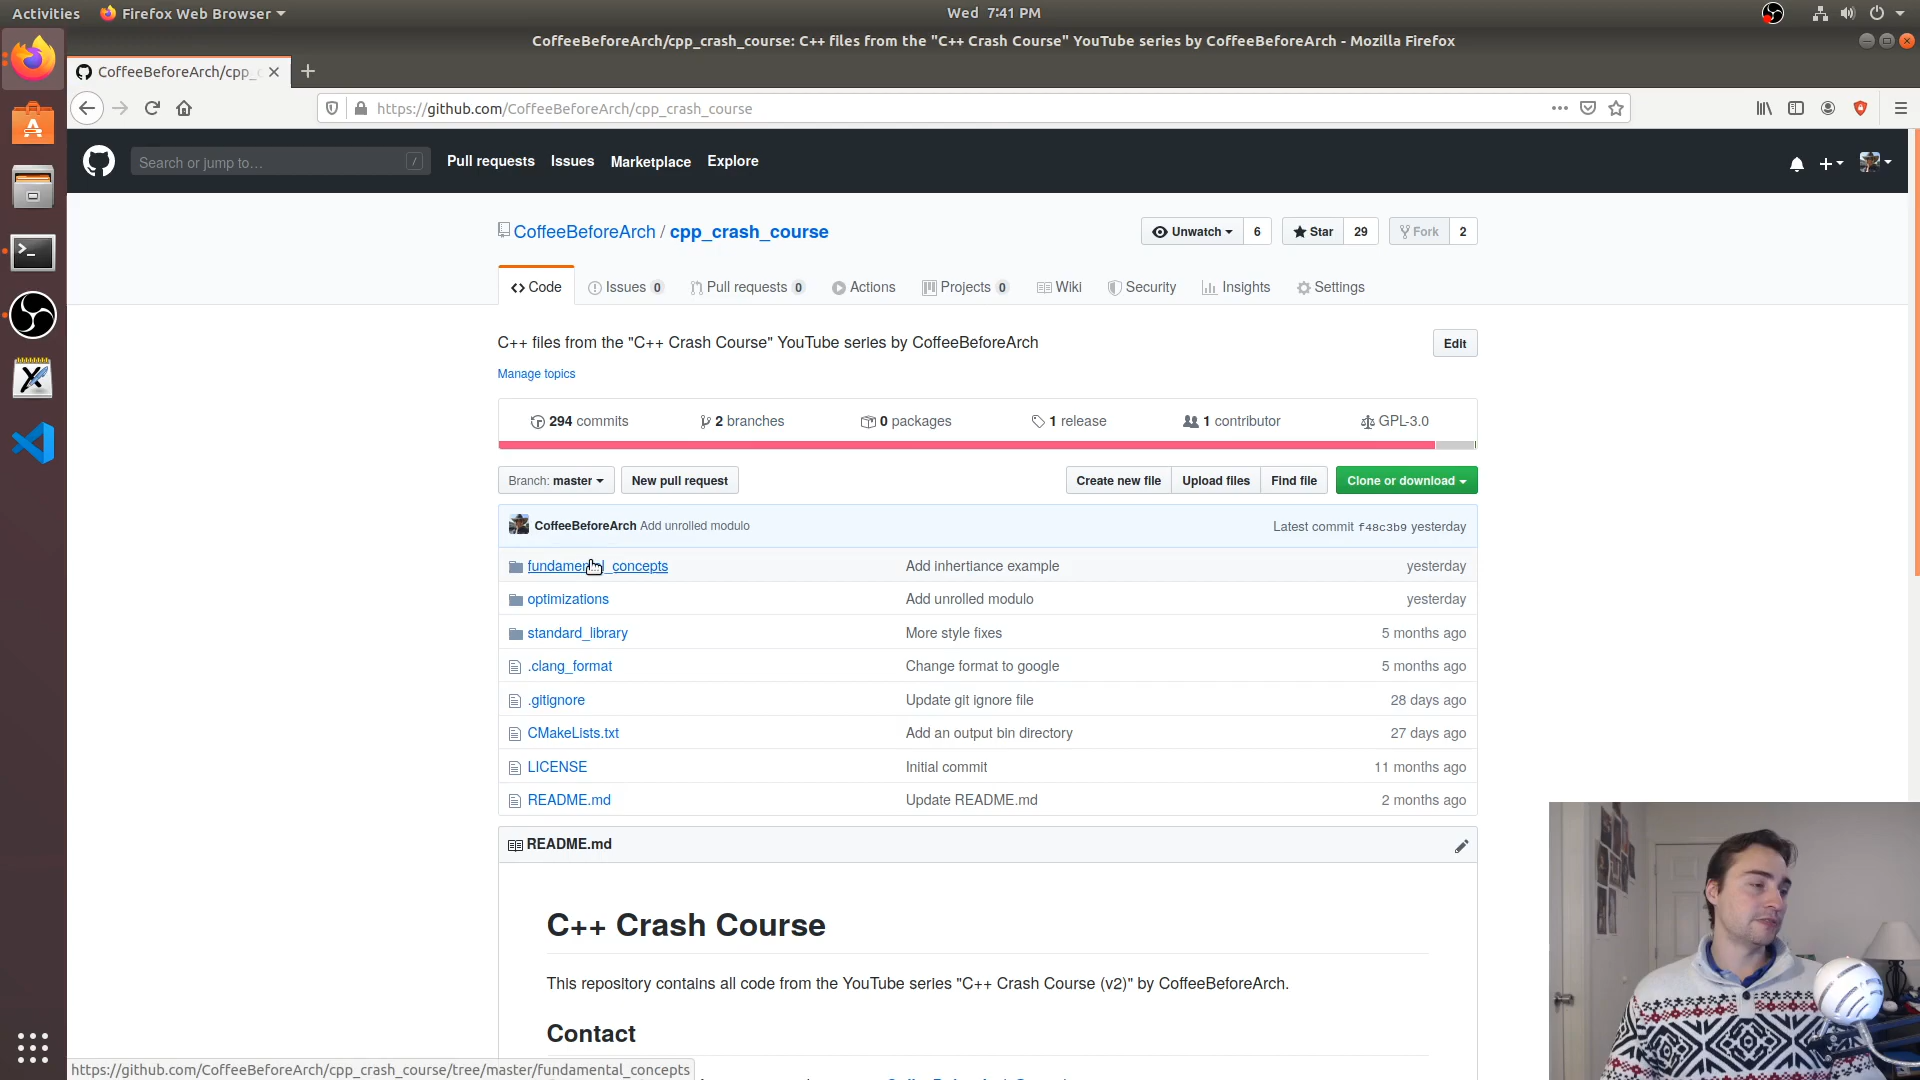 Activities Firefox Web Browser Wed 7:41 PM
CoffeeBeforeArch/cpp_crash_course: C++ files from the "C++ Crash Course" YouTube series by CoffeeBeforeArch - Mozilla Firefox
CoffeeBeforeArch/cpp_c
https://github.com/CoffeeBeforeArch/cpp_crash_course
Search or jump to… / Pull requests Issues Marketplace Explore
CoffeeBeforeArch / cpp_crash_course Unwatch 6 Star 29 Fork 2
Code Issues 0 Pull requests 0 Actions Projects 0 Wiki Security Insights Settings
C++ files from the "C++ Crash Course" YouTube series by CoffeeBeforeArch Edit
Manage topics
294 commits 2 branches 0 packages 1 release 1 contributor GPL-3.0
Branch: master New pull request Create new file Upload files Find file Clone or download
CoffeeBeforeArch Add unrolled modulo Latest commit f48c3b9 yesterday
fundamental_concepts Add inhertiance example yesterday
optimizations Add unrolled modulo yesterday
standard_library More style fixes 5 months ago
.clang_format Change format to google 5 months ago
.gitignore Update git ignore file 28 days ago
CMakeLists.txt Add an output bin directory 27 days ago
LICENSE Initial commit 11 months ago
README.md Update README.md 2 months ago
README.md
C++ Crash Course
This repository contains all code from the YouTube series "C++ Crash Course (v2)" by CoffeeBeforeArch.
Contact
https://github.com/CoffeeBeforeArch/cpp_crash_course/tree/master/fundamental_concepts